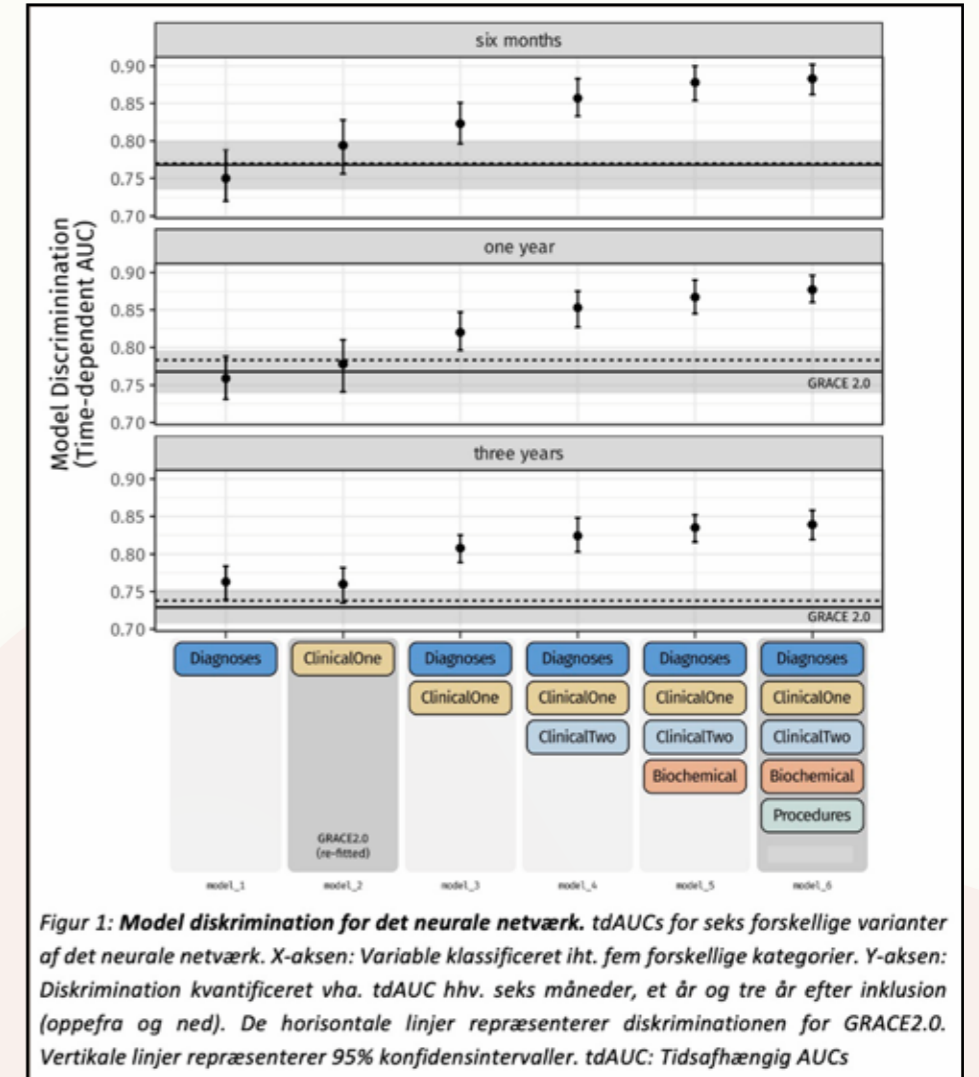 six months
0.90
0.85
0.80
0.75
0.70
one year
0.90
0.85
0.80
0.75
0.70
GRACE 2.0
three years
0.90
0.85
0.80
0.75
0.70
GRACE 2.0
Model Discriminination
(Time-dependent AUC)
Diagnoses ClinicalOne Diagnoses Diagnoses Diagnoses Diagnoses
ClinicalOne ClinicalOne ClinicalOne ClinicalOne
ClinicalTwo ClinicalTwo ClinicalTwo
Biochemical Biochemical
Procedures
GRACE2.0
(re-fitted)
model_1 model_2 model_3 model_4 model_5 model_6
Figur 1: Model diskrimination for det neurale netværk. tdAUCs for seks forskellige varianter
af det neurale netværk. X-aksen: Variable klassificeret iht. fem forskellige kategorier. Y-aksen:
Diskrimination kvantificeret vha. tdAUC hhv. seks måneder, et år og tre år efter inklusion
(oppefra og ned). De horisontale linjer repræsenterer diskriminationen for GRACE2.0.
Vertikale linjer repræsenterer 95% konfidensintervaller. tdAUC: Tidsafhængig AUCs